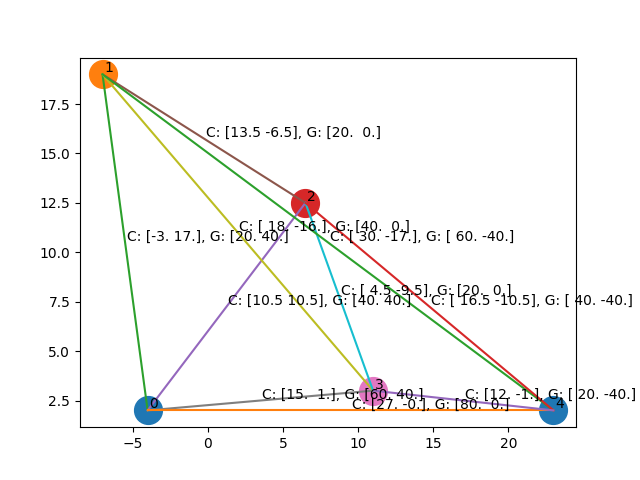 1
C: [13.5 -6.5], G: [20.  0.]
2
C: [ 18. -16.], G: [40.  0.]
C: [-3. 17.], G: [20. 40.]
C: [ 30. -17.], G: [ 60. -40.]
C: [ 4.5 -9.5], G: [20.  0.]
C: [10.5 10.5], G: [40. 40.]
C: [ 16.5 -10.5], G: [ 40. -40.]
3
C: [15.  1.], G: [60. 40.]
C: [12. -1.], G: [ 20. -40.]
0
C: [27. -0.], G: [80.  0.]
4
17.5
15.0
12.5
10.0
7.5
5.0
2.5
−5
0
5
10
15
20